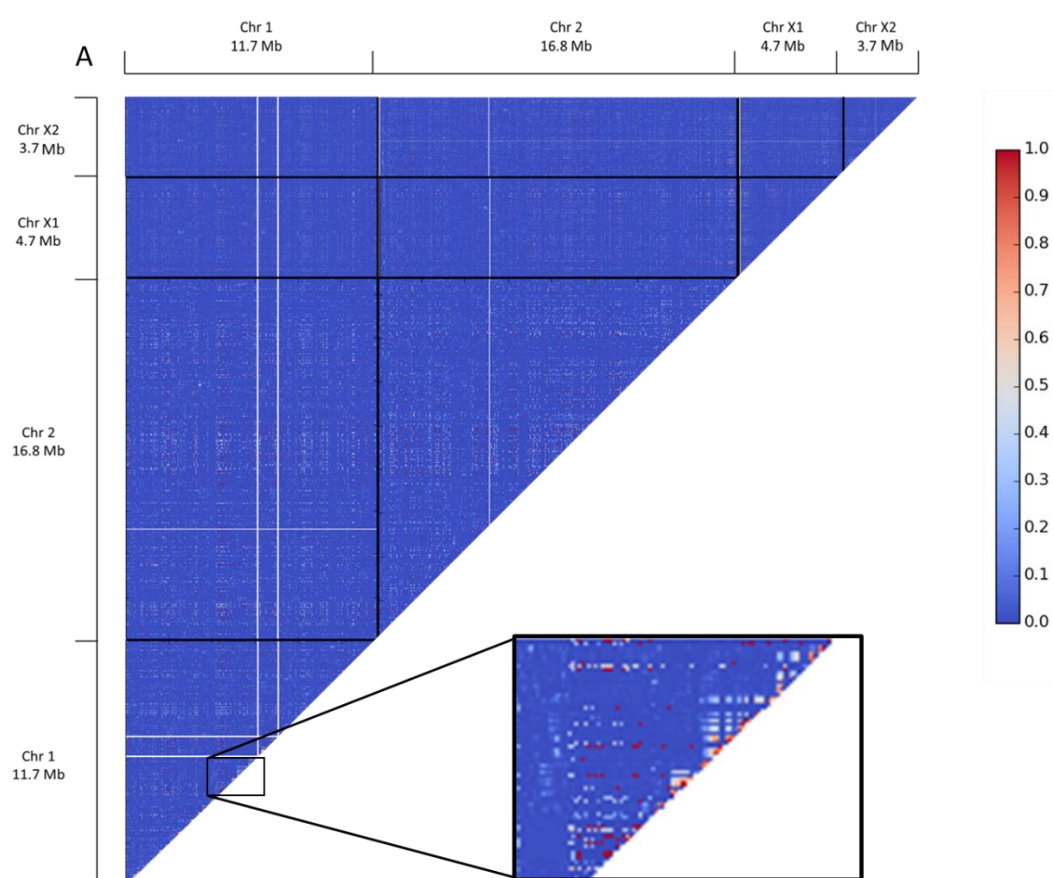 A
Chr 1
11.7 Mb
Chr 2
16.8 Mb
Chr X1
4.7 Mb
Chr X2
3.7 Mb
Chr X2
3.7 Mb
Chr X1
4.7 Mb
Chr 2
16.8 Mb
Chr 1
11.7 Mb
1.0
0.9
0.8
0.7
0.6
0.5
0.4
0.3
0.2
0.1
0.0